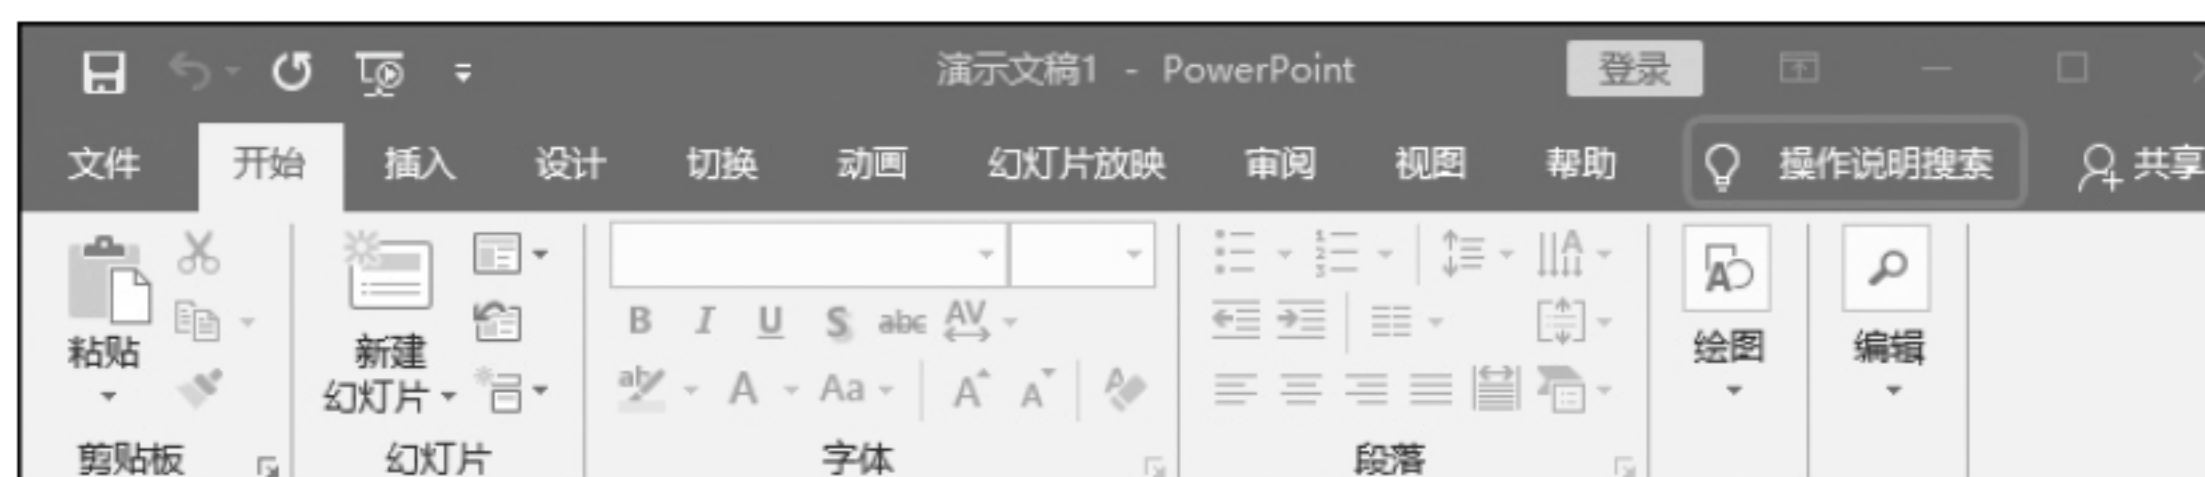 演示文稿1 - PowerPoint 登录
文件 开始 插入 设计 切换 动画 幻灯片放映 审阅 视图 帮助 操作说明搜索 共享
粘贴
新建
幻灯片
B I U S abc AV
ab A Aa A A A
绘图 编辑
剪贴板 幻灯片 字体 段落